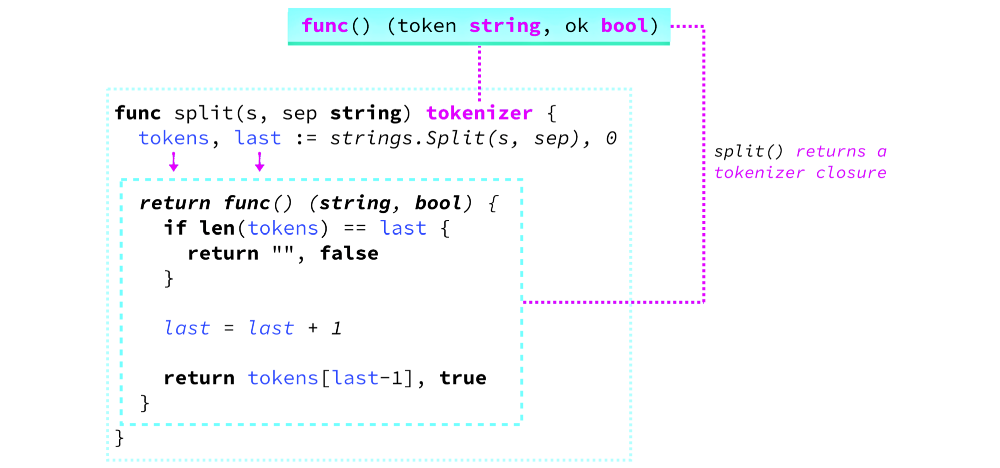 func() (token string, ok bool)
func split(s, sep string) tokenizer {
tokens, last := strings.Split(s, sep), 0
split() returns a
tokenizer closure
return func() (string, bool) {
if len(tokens) == last {
return "", false
}
last = last + 1
return tokens[last-1], true
}
}